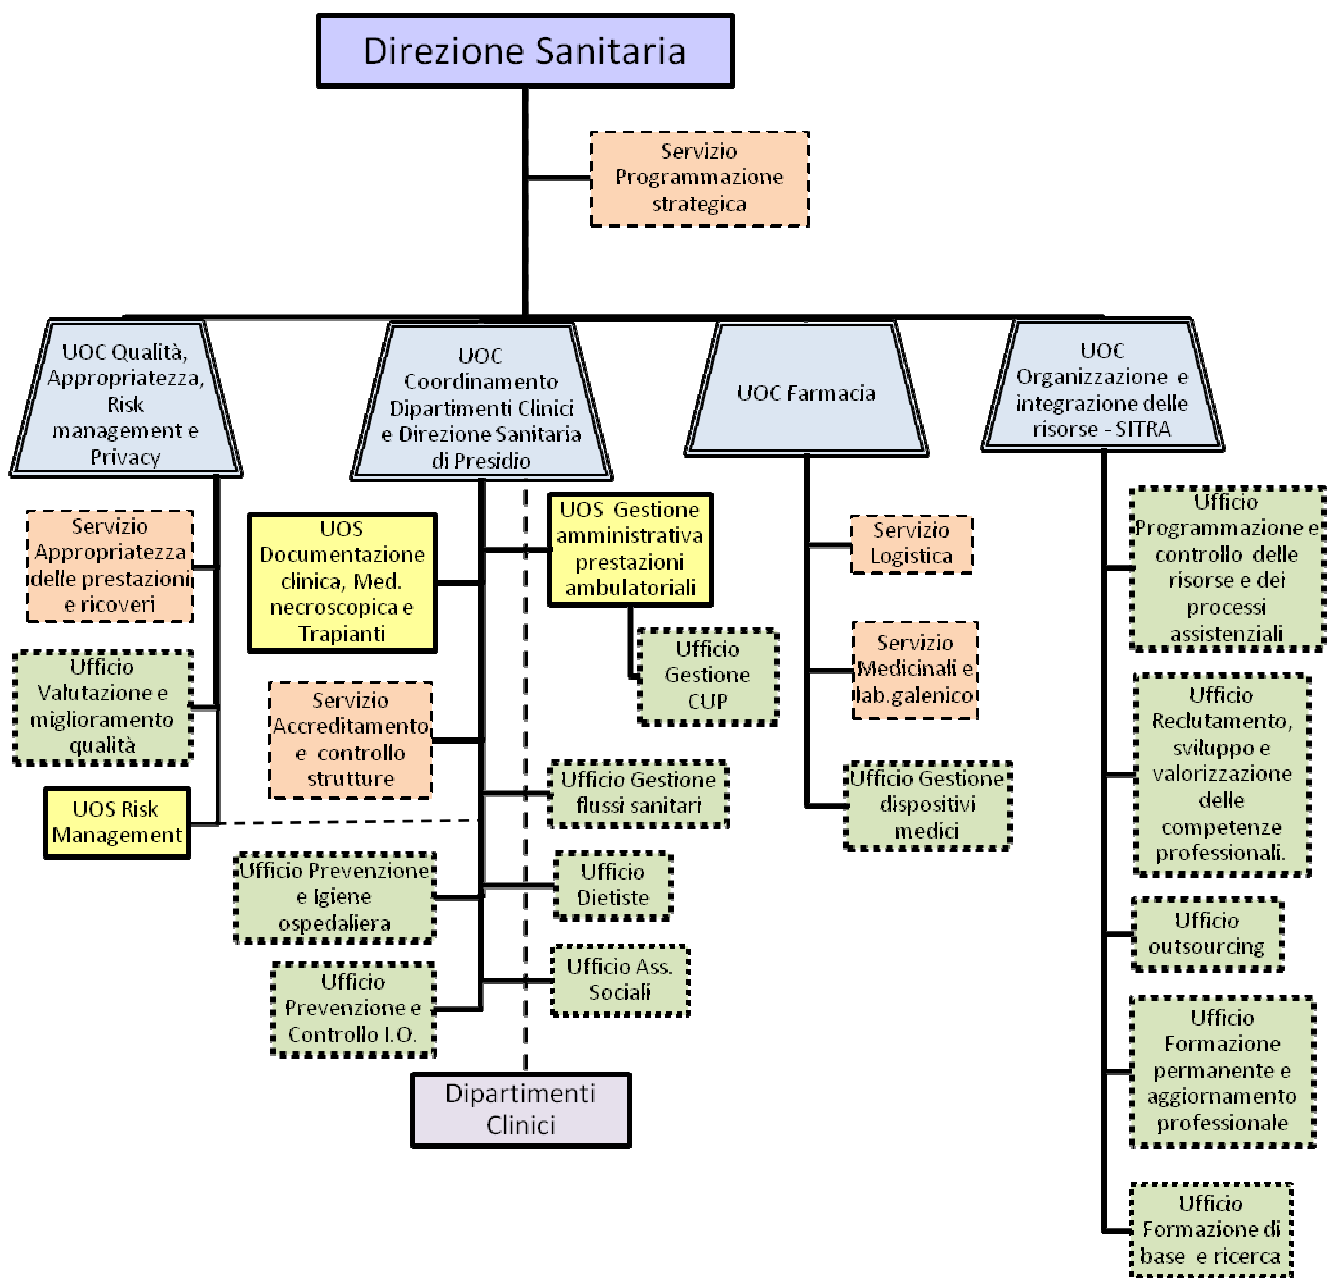 Direzione Sanitaria
Servizio
Programmazione
strategica
UOC Qualità,
Appropriatezza,
Risk
management e
Privacy
UOC
Coordinamento
Dipartimenti Clinici
e Direzione Sanitaria
di Presidio
UOC Farmacia
UOC
Organizzazione e
integrazione delle
risorse - SITRA
Servizio
Appropriatezza
delle prestazioni
e ricoveri
Ufficio
Valutazione e
miglioramento
qualità
UOS Risk
Management
UOS
Documentazione
clinica, Med.
necroscopica e
Trapianti
Servizio
Accreditamento
e controllo
strutture
Ufficio Prevenzione
e Igiene
ospedaliera
Ufficio
Prevenzione e
Controllo I.O.
UOS Gestione
amministrativa
prestazioni
ambulatoriali
Ufficio
Gestione
CUP
Ufficio Gestione
flussi sanitari
Ufficio
Dietiste
Ufficio Ass.
Sociali
Dipartimenti
Clinici
Servizio
Logistica
Servizio
Medicinali e
lab.galenico
Ufficio Gestione
dispositivi
medici
Ufficio
Programmazione e
controllo delle
risorse e dei
processi
assistenziali
Ufficio
Reclutamento,
sviluppo e
valorizzazione
delle
competenze
professionali.
Ufficio
outsourcing
Ufficio
Formazione
permanente e
aggiornamento
professionale
Ufficio
Formazione di
base e ricerca